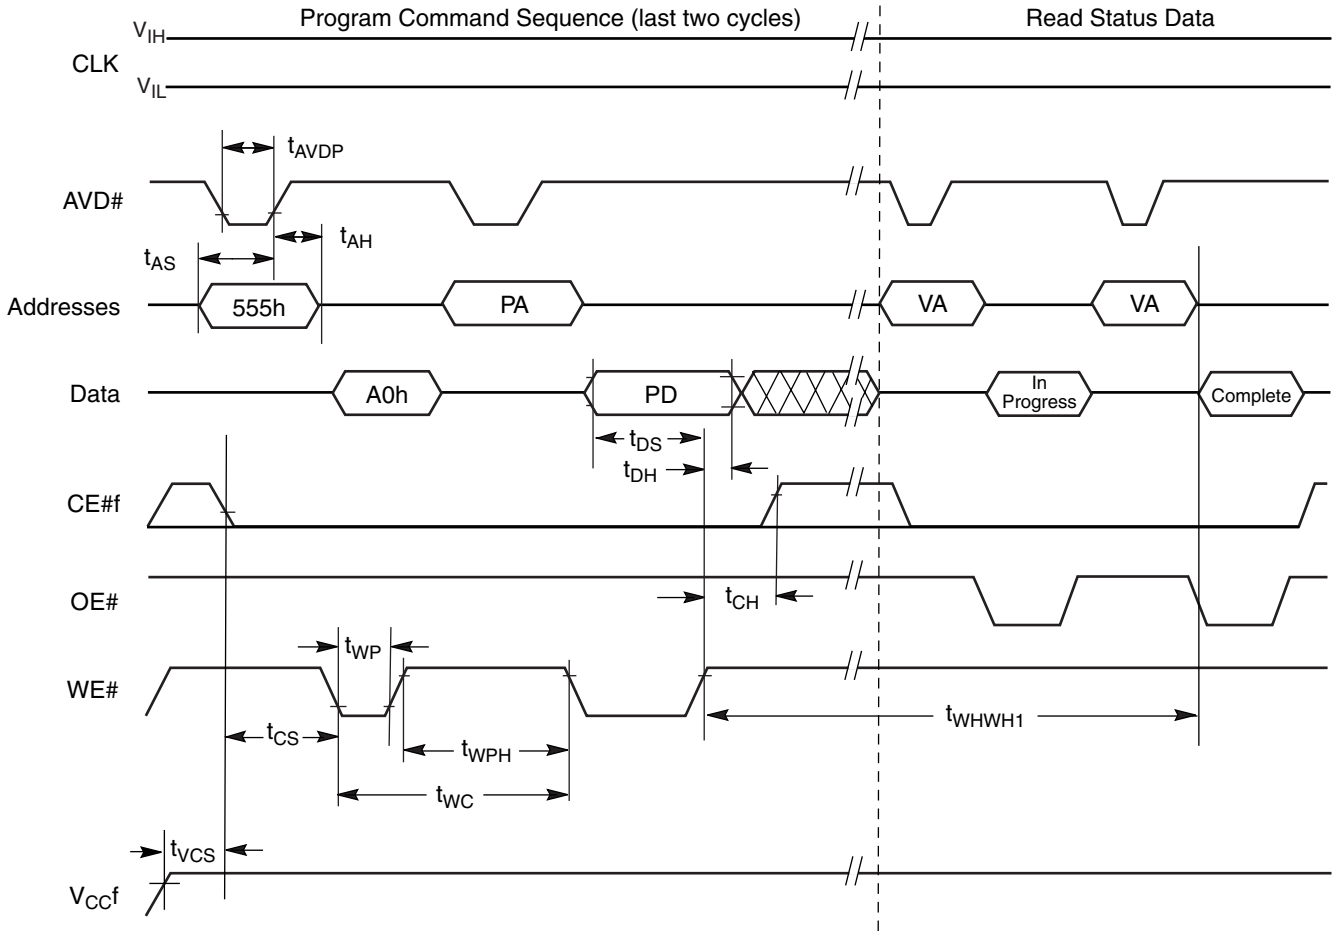 Program Command Sequence (last two cycles)
Read Status Data
VIH
CLK
VIL
tAVDP
AVD#
tAH
tAS
Addresses
555h
PA
VA
VA
Data
A0h
PD
In
Progress
Complete
tDS
tDH
CE#f
OE#
tCH
tWP
WE#
tWHWH1
tCS
tWPH
tWC
tVCS
VCCf